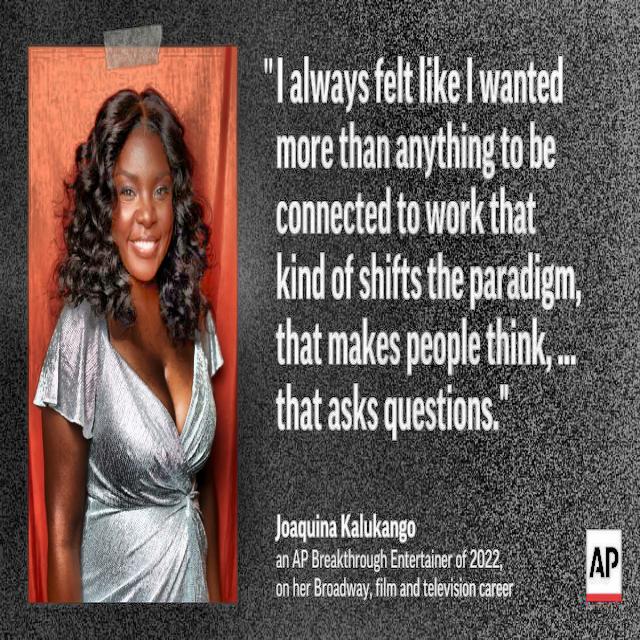 "I always felt like I wanted
more than anything to be
connected to work that
kind of shifts the paradigm,
that makes people think, ...
that asks questions."
Joaquina Kalukango
an AP Breakthrough Entertainer of 2022,
on her Broadway, film and television career
AP